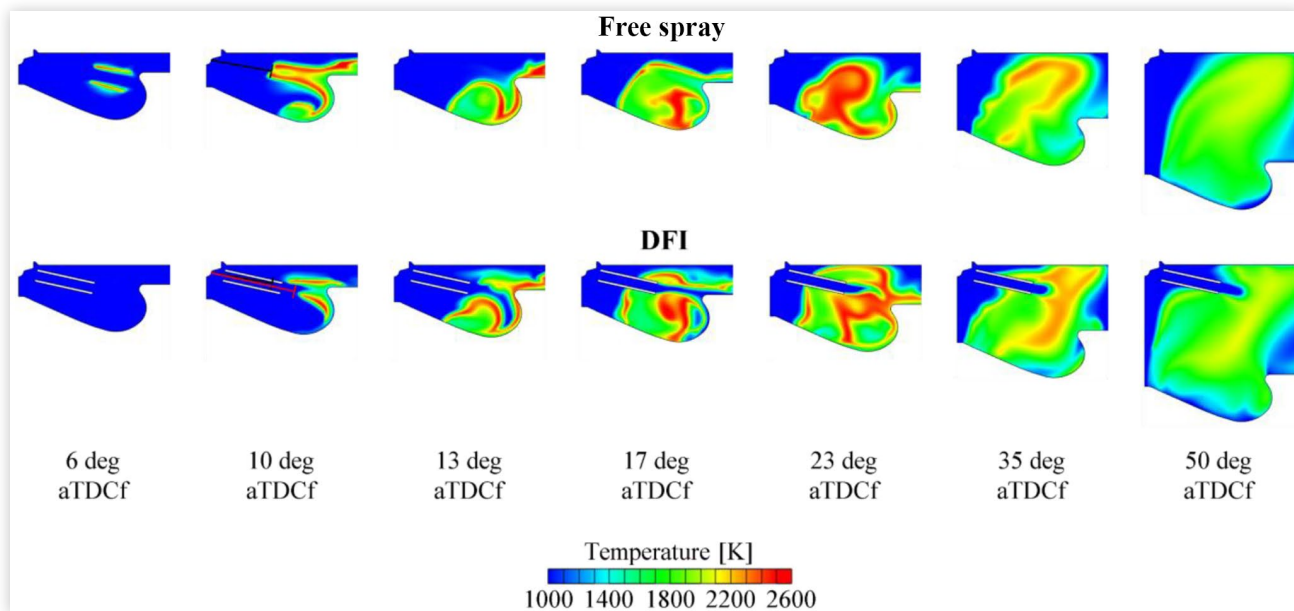 Free spray
DFI
6 deg 10 deg 13 deg 17 deg 23 deg 35 deg 50 deg
aTDCf aTDCf aTDCf aTDCf aTDCf aTDCf aTDCf
Temperature [K]
1000 1400 1800 2200 2600